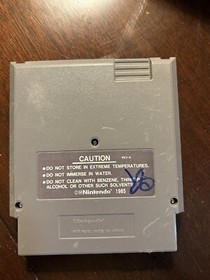 CAUTION
REV-A
•DO NOT STORE IN EXTREME TEMPERATURES.
•DO NOT IMMERSE IN WATER.
•DO NOT CLEAN WITH BENZENE, THINNER,
ALCOHOL OR OTHER SUCH SOLVENTS.
©®Nintendo 1985